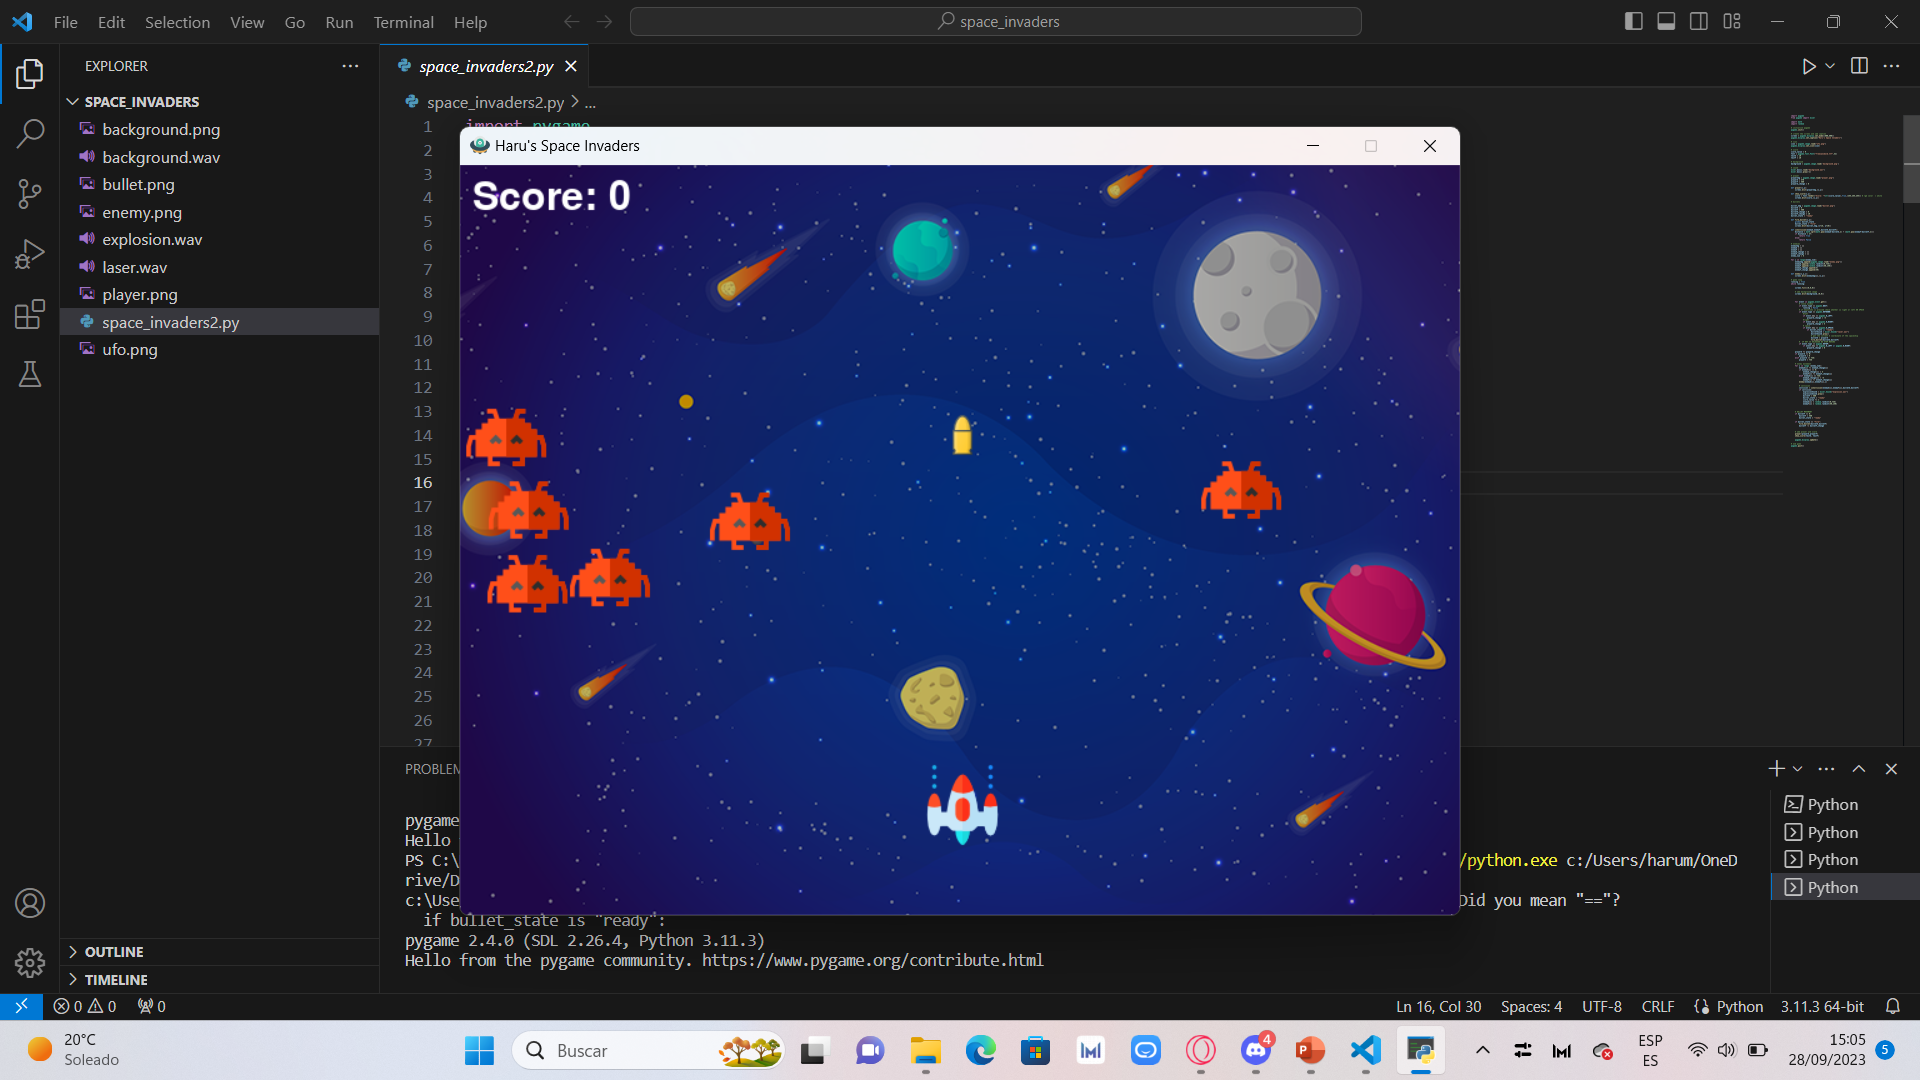 File Edit Selection View Go Run Terminal Help
space_invaders
EXPLORER
space_invaders2.py
SPACE_INVADERS
background.png
background.wav
bullet.png
enemy.png
explosion.wav
laser.wav
player.png
space_invaders2.py
ufo.png
OUTLINE
TIMELINE
space_invaders2.py > ...
1 import pygame
2
3
4
5
6
7
8
9
10
11
12
13
14
15
16
17
18
19
20
21
22
23
24
25
26
27
Haru's Space Invaders
Score: 0
PROBLEM
pygame
Hello
PS C:\ /python.exe c:/Users/harum/OneD
rive/D
c:\Use Did you mean "=="?
if bullet_state is "ready":
pygame 2.4.0 (SDL 2.26.4, Python 3.11.3)
Hello from the pygame community. https://www.pygame.org/contribute.html
Python
Python
Python
Python
0 0 0
Ln 16, Col 30 Spaces: 4 UTF-8 CRLF Python 3.11.3 64-bit
20°C
Soleado
Buscar
4
ESP
ES
15:05
28/09/2023
5